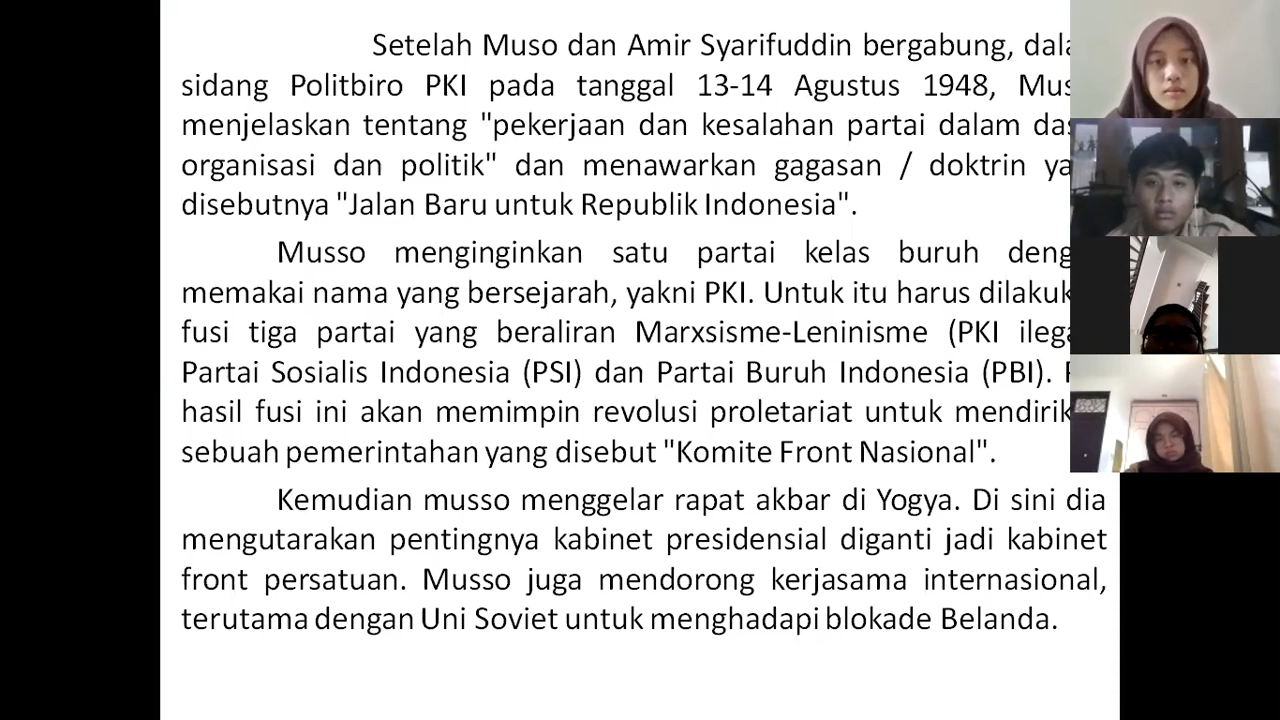 Setelah Muso dan Amir Syarifuddin bergabung,
sidang Politbiro PKI pada tanggal 13-14 Agustus 1948,
menjelaskan tentang "pekerjaan dan kesalahan partai dalam
organisasi dan politik" dan menawarkan gagasan / doktrin
disebutnya "Jalan Baru untuk Republik Indonesia".
Musso menginginkan satu partai kelas buruh
memakai nama yang bersejarah, yakni PKI. Untuk itu harus
fusi tiga partai yang beraliran Marxsisme-Leninisme (PKI
Partai Sosialis Indonesia (PSI) dan Partai Buruh Indonesia (PBI).
hasil fusi ini akan memimpin revolusi proletariat untuk
sebuah pemerintahan yang disebut "Komite Front Nasional".
Kemudian musso menggelar rapat akbar di Yogya. Di sini dia
mengutarakan pentingnya kabinet presidensial diganti jadi kabinet
front persatuan. Musso juga mendorong kerjasama internasional,
terutama dengan Uni Soviet untuk menghadapi blokade Belanda.